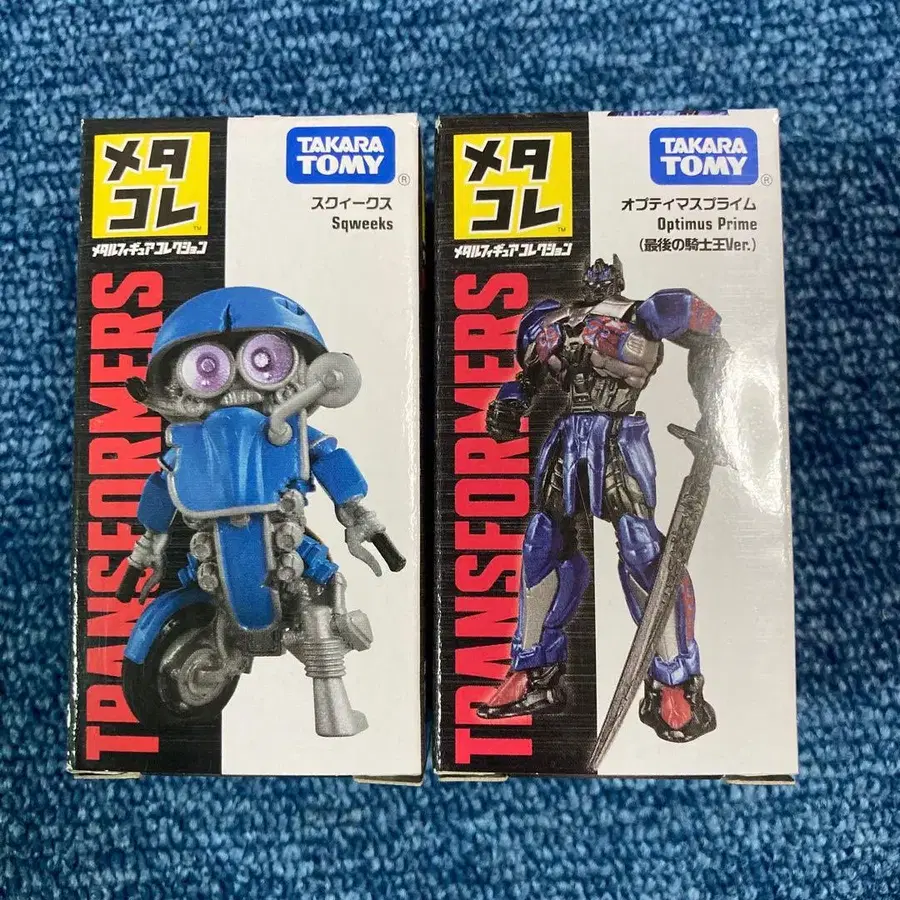 メタ
コレ
TM
メタルフィギュアコレクション
TAKARA
TOMY
®
スクィークス
Sqweeks
TRANSFORMERS
メタ
コレ
TM
メタルフィギュアコレクション
TAKARA
TOMY
®
オプティマスプライム
Optimus Prime
(最後の騎士王Ver.)
TRANSFORMERS